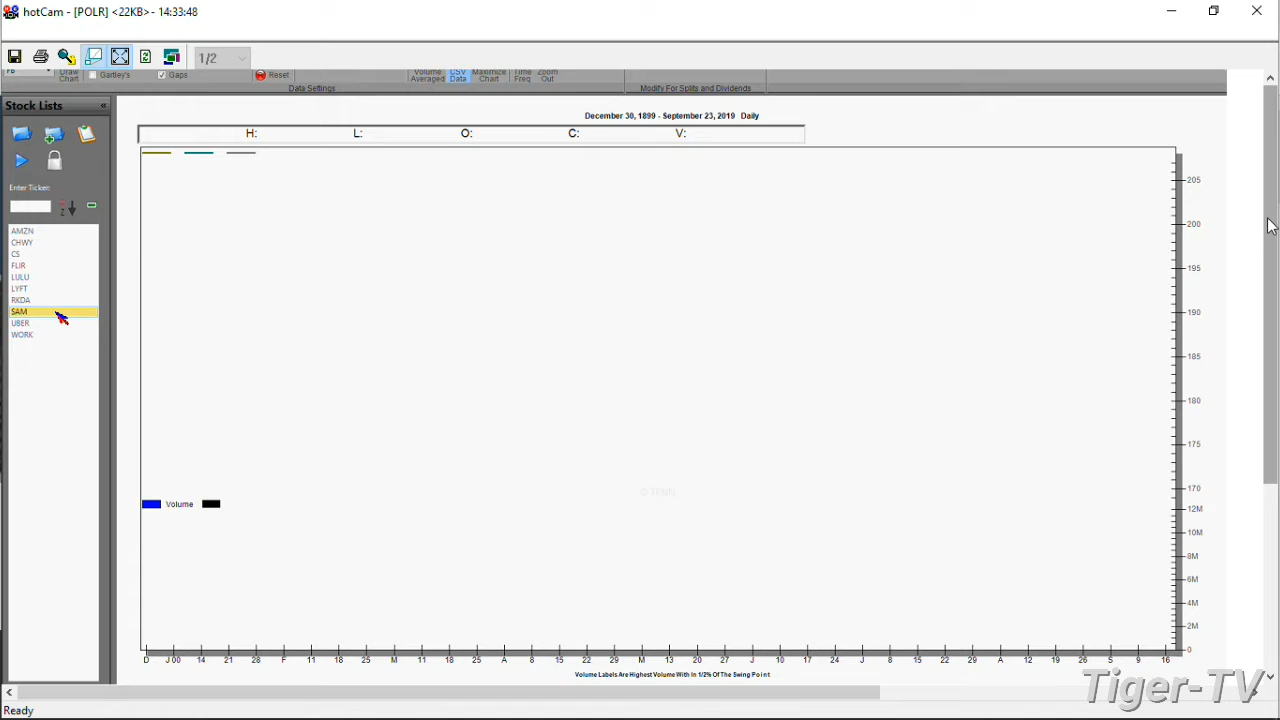 hotCam - [POLR] <22KB> - 14:33:48
1/2
Draw Chart
Gartley's
Gaps
Reset
Volume Averaged
CSV Data
Maximize Chart
Time Freq
Zoom Out
Data Settings
Modify For Splits and Dividends
Stock Lists «
December 30, 1899 - September 23, 2019 Daily
H: L: O: C: V:
Enter Ticker:
AMZN
CHWY
CS
FLIR
LULU
LYFT
RKDA
SAM
UBER
WORK
205
200
195
190
185
180
175
170
© TFNN
Volume
12M
10M
8M
6M
4M
2M
0
D J 00 14 21 28 F 11 18 25 M 11 18 25 A 8 15 22 29 M 13 20 27 J 10 17 24 J 8 15 22 29 A 12 19 26 S 9 16
Volume Labels Are Highest Volume With In 1/2% Of The Swing Point
Tiger-TV
Ready